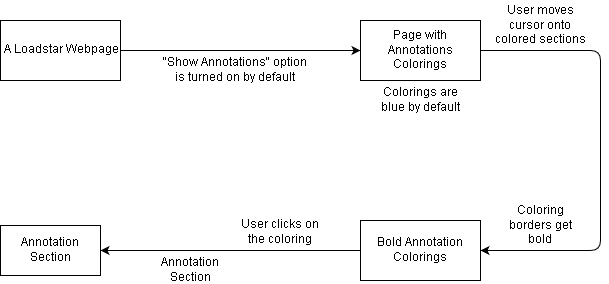 A Loadstar Webpage
"Show Annotations" option
is turned on by default
Page with
Annotations
Colorings
Colorings are
blue by default
User moves
cursor onto
colored sections
Coloring
borders get
bold
Bold Annotation
Colorings
User clicks on
the coloring
Annotation
Section
Annotation
Section